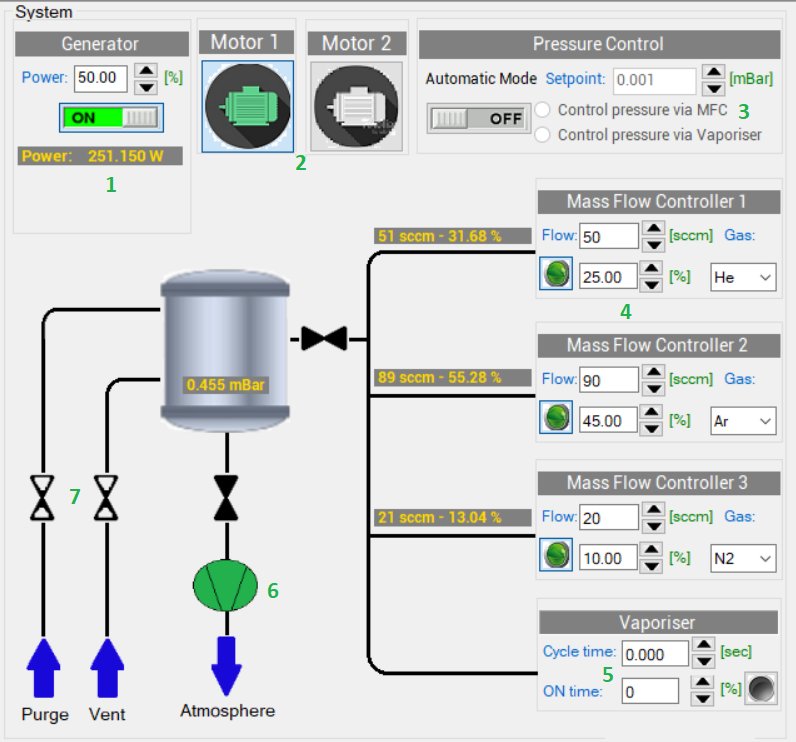 System
Generator
Power: 50.00 [%]
ON
Power: 251.150 W
1
Motor 1
Motor 2
2
Pressure Control
Automatic Mode Setpoint: 0.001 [mBar]
OFF
Control pressure via MFC 3
Control pressure via Vaporiser
Mass Flow Controller 1
51 sccm - 31.68 %
Flow: 50 [sccm] Gas:
25.00 [%] He
4
Mass Flow Controller 2
89 sccm - 55.28 %
Flow: 90 [sccm] Gas:
45.00 [%] Ar
0.455 mBar
Mass Flow Controller 3
21 sccm - 13.04 %
Flow: 20 [sccm] Gas:
10.00 [%] N2
7
6
Vaporiser
Cycle time: 0.000 [sec]
5
ON time: 0 [%]
Purge
Vent
Atmosphere